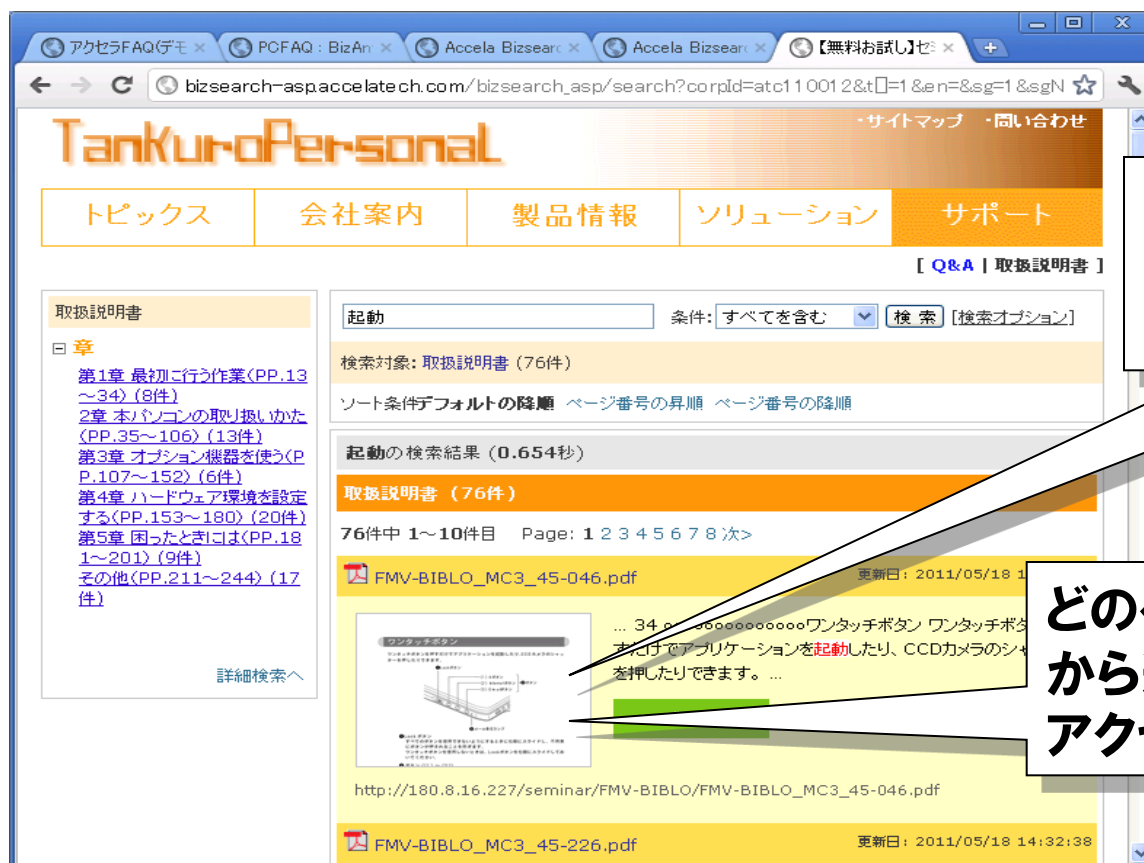 アクセラFAQ(デモ
PCFAQ : BizAn
Accela Bizsearc
Accela Bizsearc
【無料お試し】セミ
bizsearch-asp.accelatech.com/bizsearch_asp/search?corpId=atc110012&t□=1&en=&sg=1&sgN
TankuroPersonal
・サイトマップ ・問い合わせ
トピックス
会社案内
製品情報
ソリューション
サポート
[ Q&A | 取扱説明書 ]
取扱説明書
章
第1章 最初に行う作業(PP.13
~34) (8件)
2章 本パソコンの取り扱いかた
(PP.35~106) (13件)
第3章 オプション機器を使う(P
P.107~152) (6件)
第4章 ハードウェア環境を設定
する(PP.153~180) (20件)
第5章 困ったときには(PP.18
1~201) (9件)
その他(PP.211~244) (17
件)
詳細検索へ
起動
条件: すべてを含む
検 索
[検索オプション]
検索対象: 取扱説明書 (76件)
ソート条件デフォルトの降順 ページ番号の昇順 ページ番号の降順
起動の検索結果 (0.654秒)
取扱説明書 (76件)
76件中 1~10件目 Page: 1 2 3 4 5 6 7 8 次>
FMV-BIBLO_MC3_45-046.pdf
更新日: 2011/05/18 1
ワンタッチボタン
... 34 ooooooooooooooワンタッチボタン ワンタッチボタ
すだけでアプリケーションを起動したり、CCDカメラのシャ
を押したりできます。 ...
http://180.8.16.227/seminar/FMV-BIBLO/FMV-BIBLO_MC3_45-046.pdf
FMV-BIBLO_MC3_45-226.pdf
更新日: 2011/05/18 14:32:38
どの
から
アク